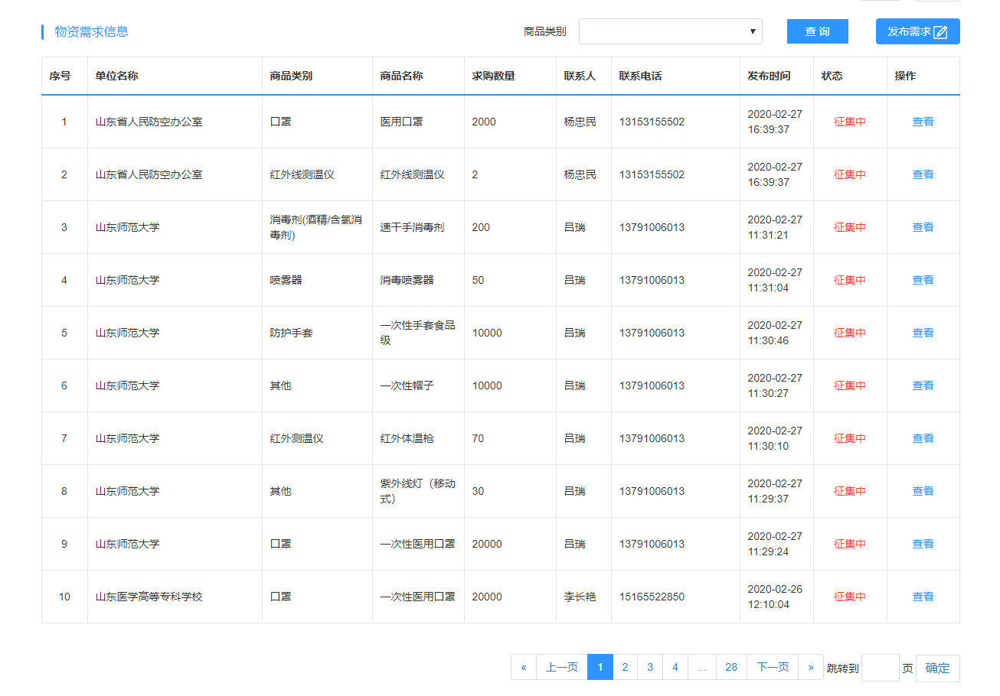 物资需求信息 商品类别 查 询 发布需求
序号 单位名称 商品类别 商品名称 求购数量 联系人 联系电话 发布时间 状态 操作
1 山东省人民防空办公室 口罩 医用口罩 2000 杨忠民 13153155502 2020-02-27 16:39:37 征集中 查看
2 山东省人民防空办公室 红外线测温仪 红外线测温仪 2 杨忠民 13153155502 2020-02-27 16:39:37 征集中 查看
3 山东师范大学 消毒剂(酒精/含氯消毒剂) 速干手消毒剂 200 吕瑞 13791006013 2020-02-27 11:31:21 征集中 查看
4 山东师范大学 喷雾器 消毒喷雾器 50 吕瑞 13791006013 2020-02-27 11:31:04 征集中 查看
5 山东师范大学 防护手套 一次性手套食品级 10000 吕瑞 13791006013 2020-02-27 11:30:46 征集中 查看
6 山东师范大学 其他 一次性帽子 10000 吕瑞 13791006013 2020-02-27 11:30:27 征集中 查看
7 山东师范大学 红外测温仪 红外体温枪 70 吕瑞 13791006013 2020-02-27 11:30:10 征集中 查看
8 山东师范大学 其他 紫外线灯（移动式） 30 吕瑞 13791006013 2020-02-27 11:29:37 征集中 查看
9 山东师范大学 口罩 一次性医用口罩 20000 吕瑞 13791006013 2020-02-27 11:29:24 征集中 查看
10 山东医学高等专科学校 口罩 一次性医用口罩 20000 李长艳 15165522850 2020-02-26 12:10:04 征集中 查看
« 上一页 1 2 3 4 ... 28 下一页 » 跳转到 页 确定